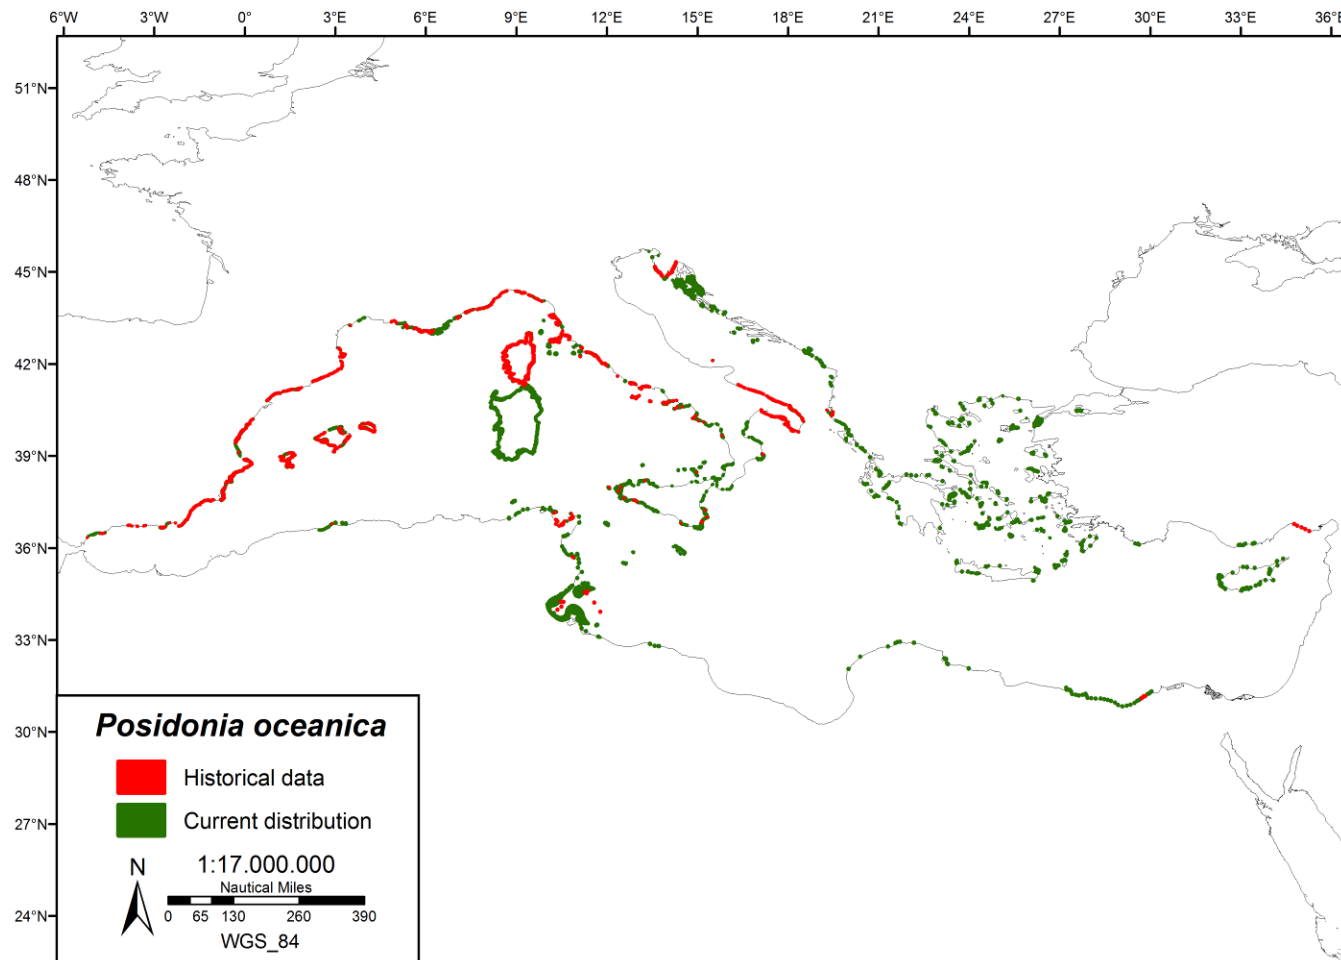 6°W 3°W 0° 3°E 6°E 9°E 12°E 15°E 18°E 21°E 24°E 27°E 30°E 33°E 36°E
51°N
48°N
45°N
42°N
39°N
36°N
33°N
30°N
27°N
24°N
Posidonia oceanica
Historical data
Current distribution
N
1:17.000.000
Nautical Miles
0 65 130 260 390
WGS_84